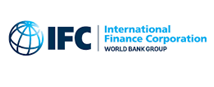 IFC
International
Finance Corporation
WORLD BANK GROUP